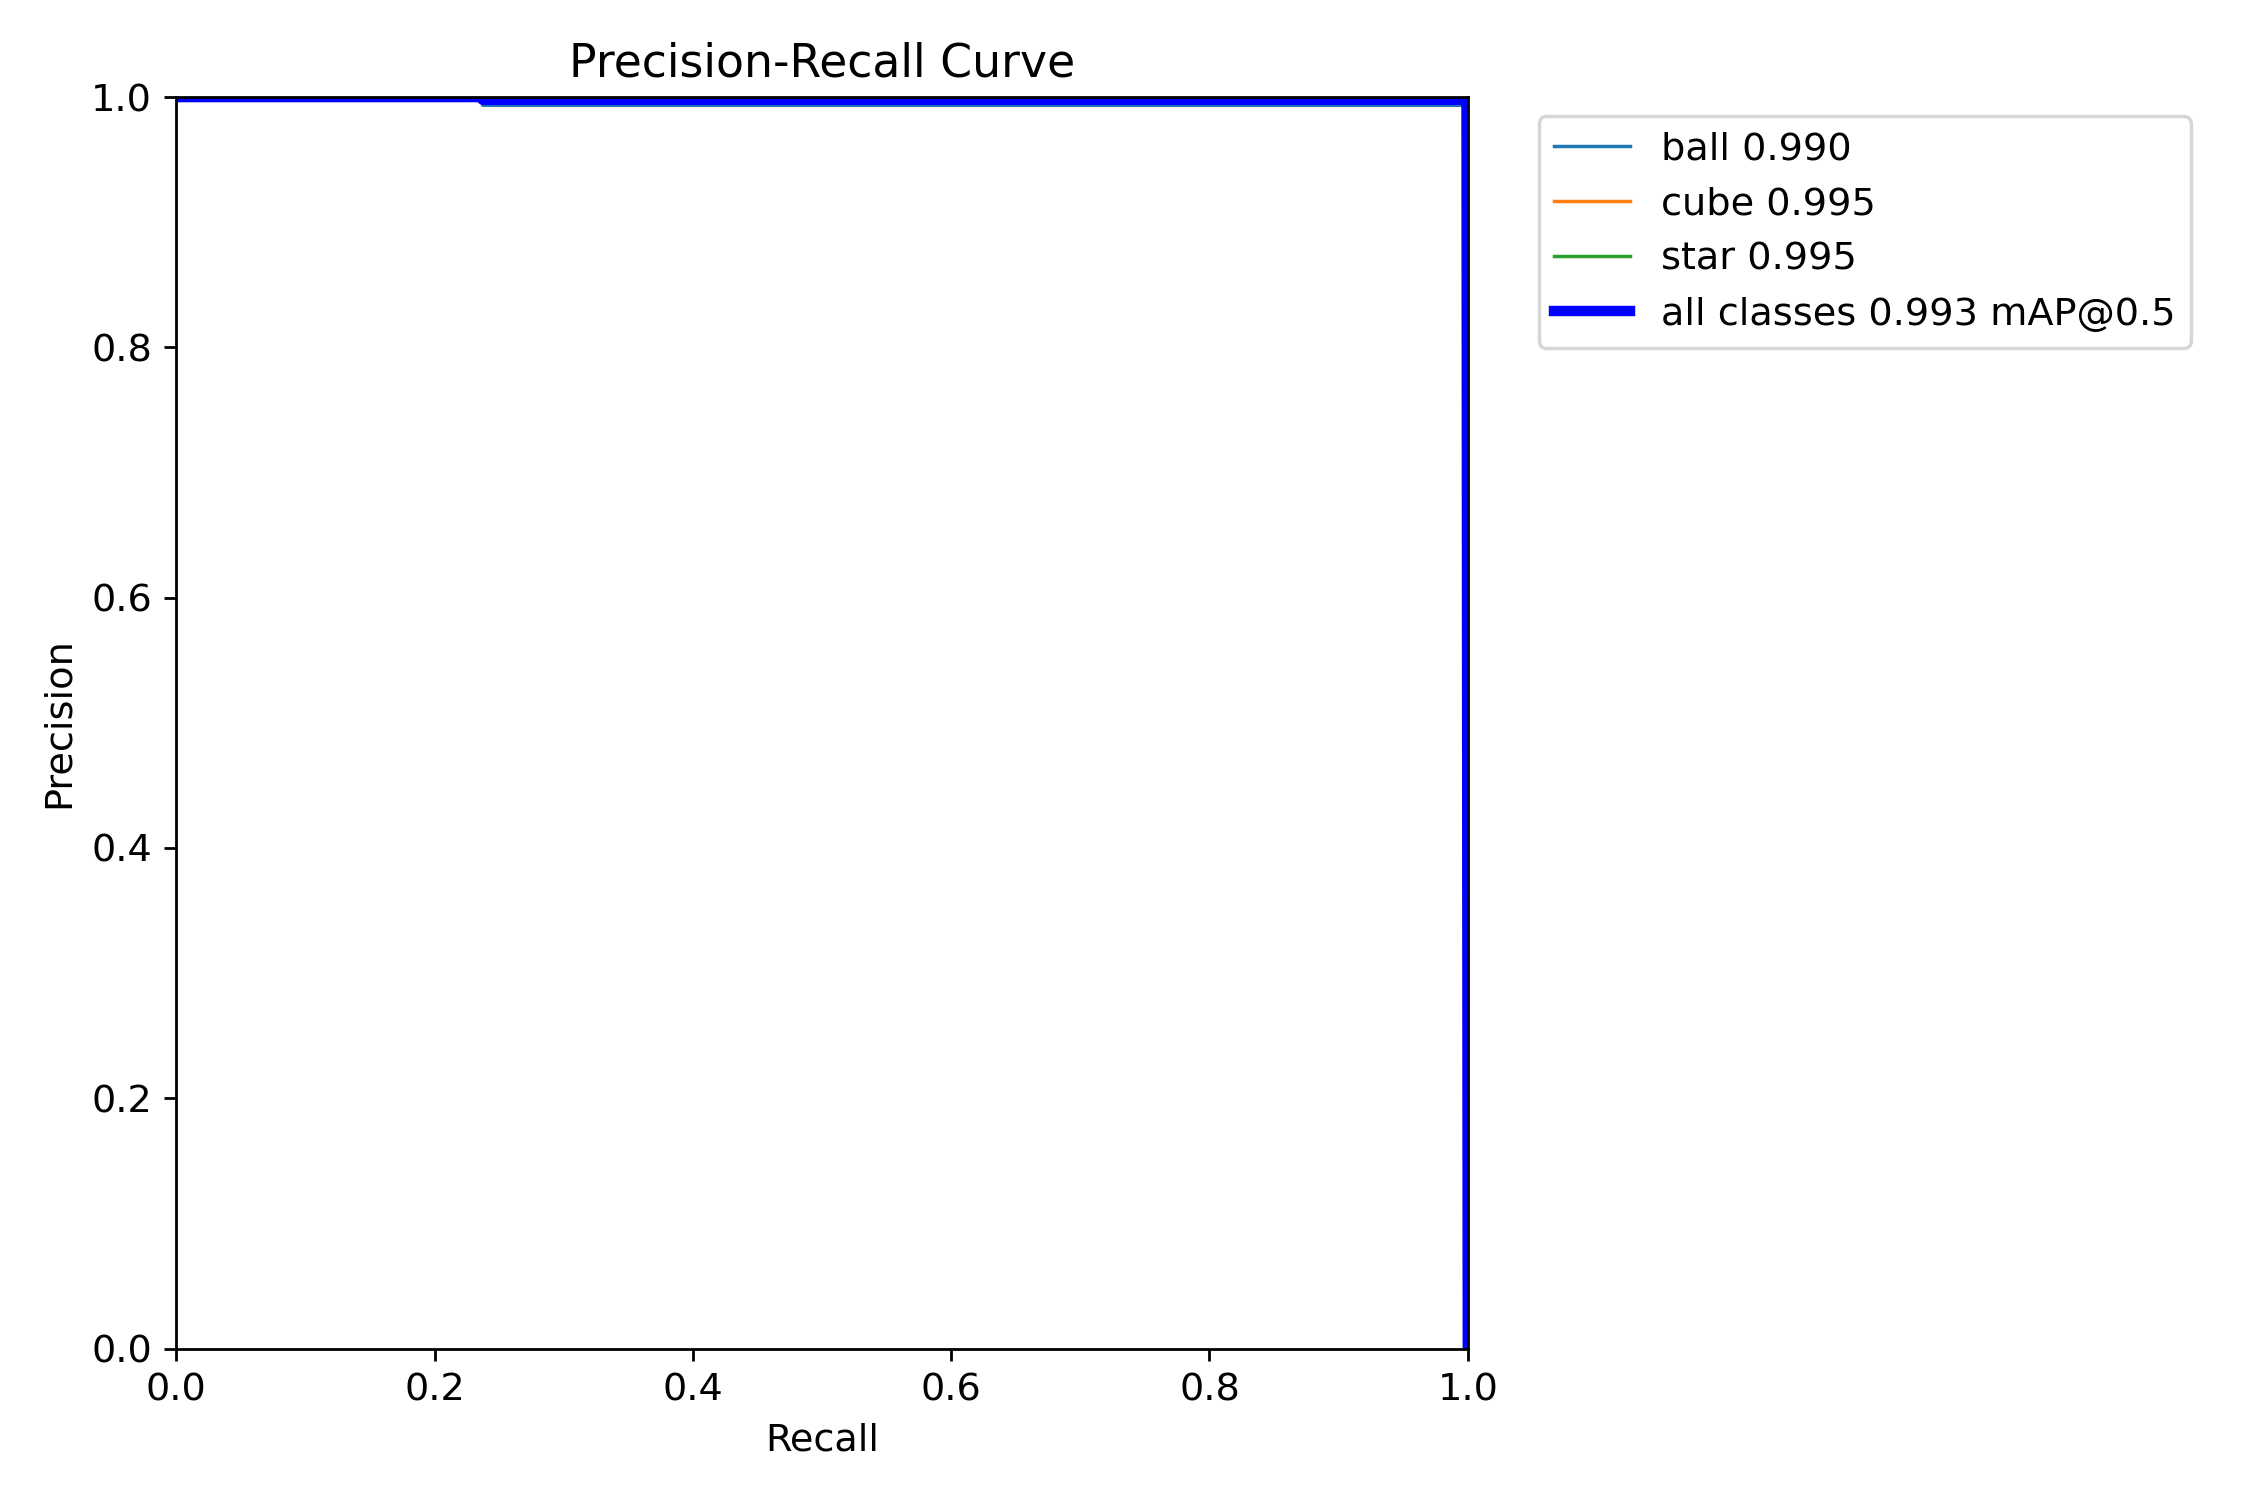 Precision-Recall Curve
1.0
0.8
0.6
0.4
0.2
0.0
Precision
0.0 0.2 0.4 0.6 0.8 1.0
Recall
ball 0.990
cube 0.995
star 0.995
all classes 0.993 mAP@0.5